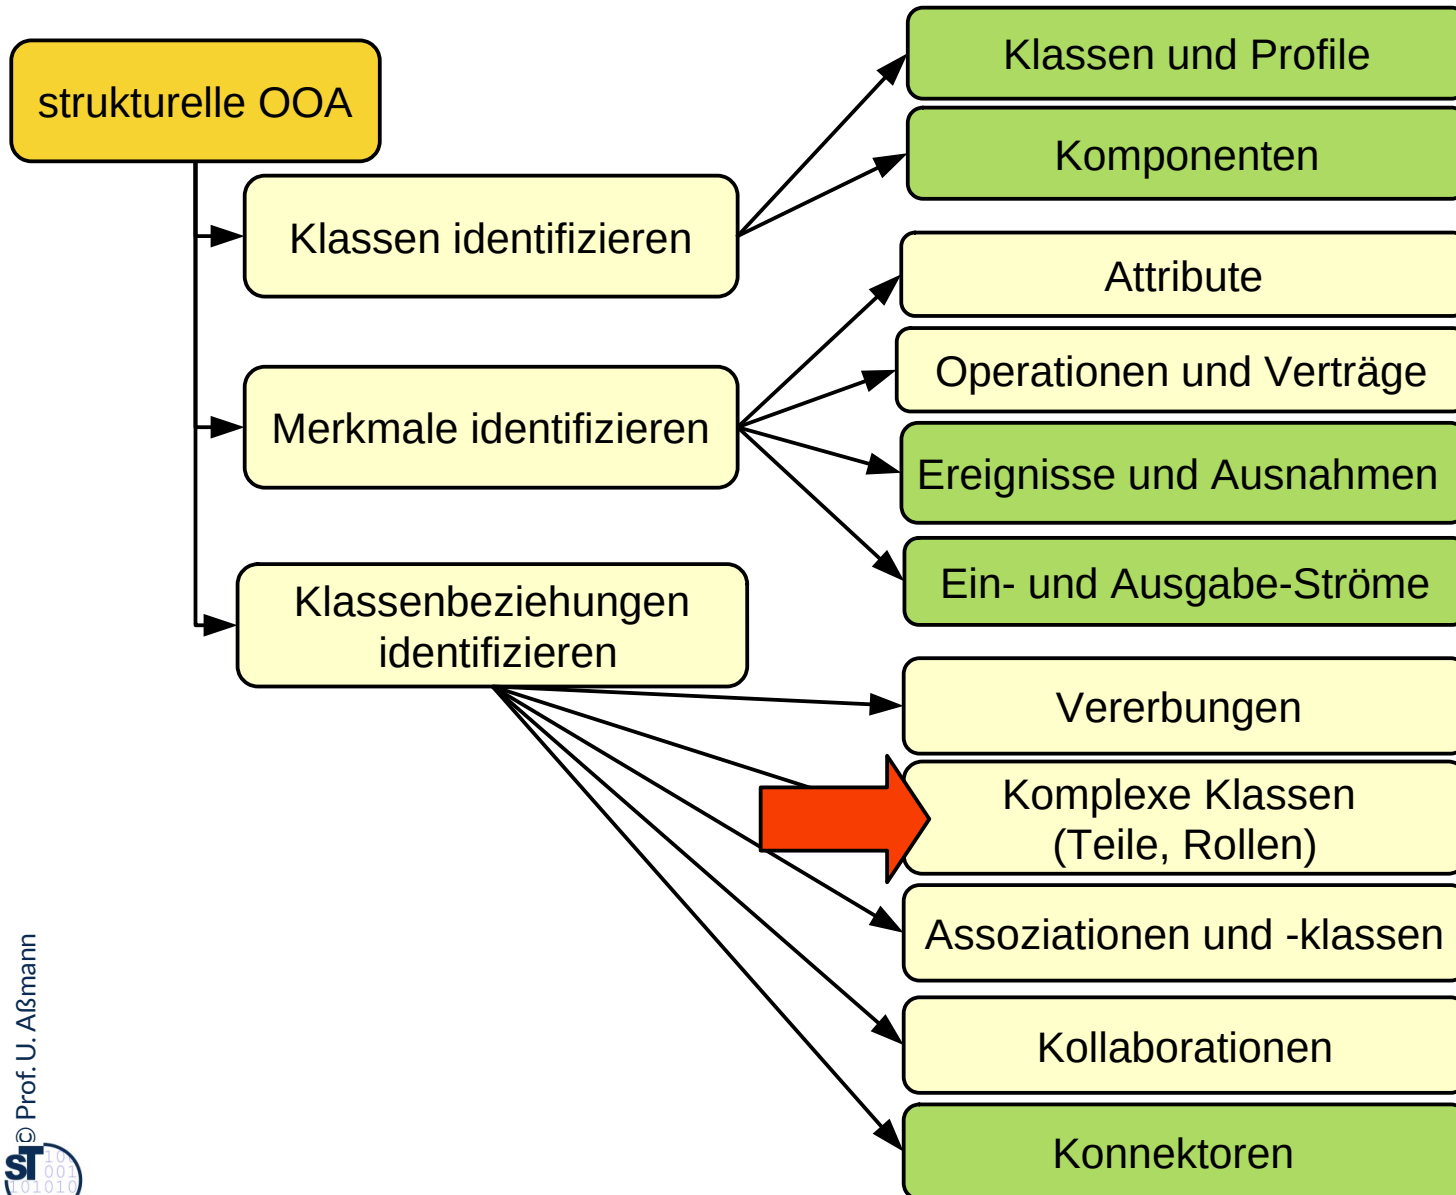 strukturelle OOA
Klassen identifizieren
Klassen und Profile
Komponenten
Merkmale identifizieren
Attribute
Operationen und Verträge
Ereignisse und Ausnahmen
Ein- und Ausgabe-Ströme
Klassenbeziehungen
identifizieren
Vererbungen
Komplexe Klassen
(Teile, Rollen)
Assoziationen und -klassen
Kollaborationen
Konnektoren
© Prof. U. Aßmann
ST